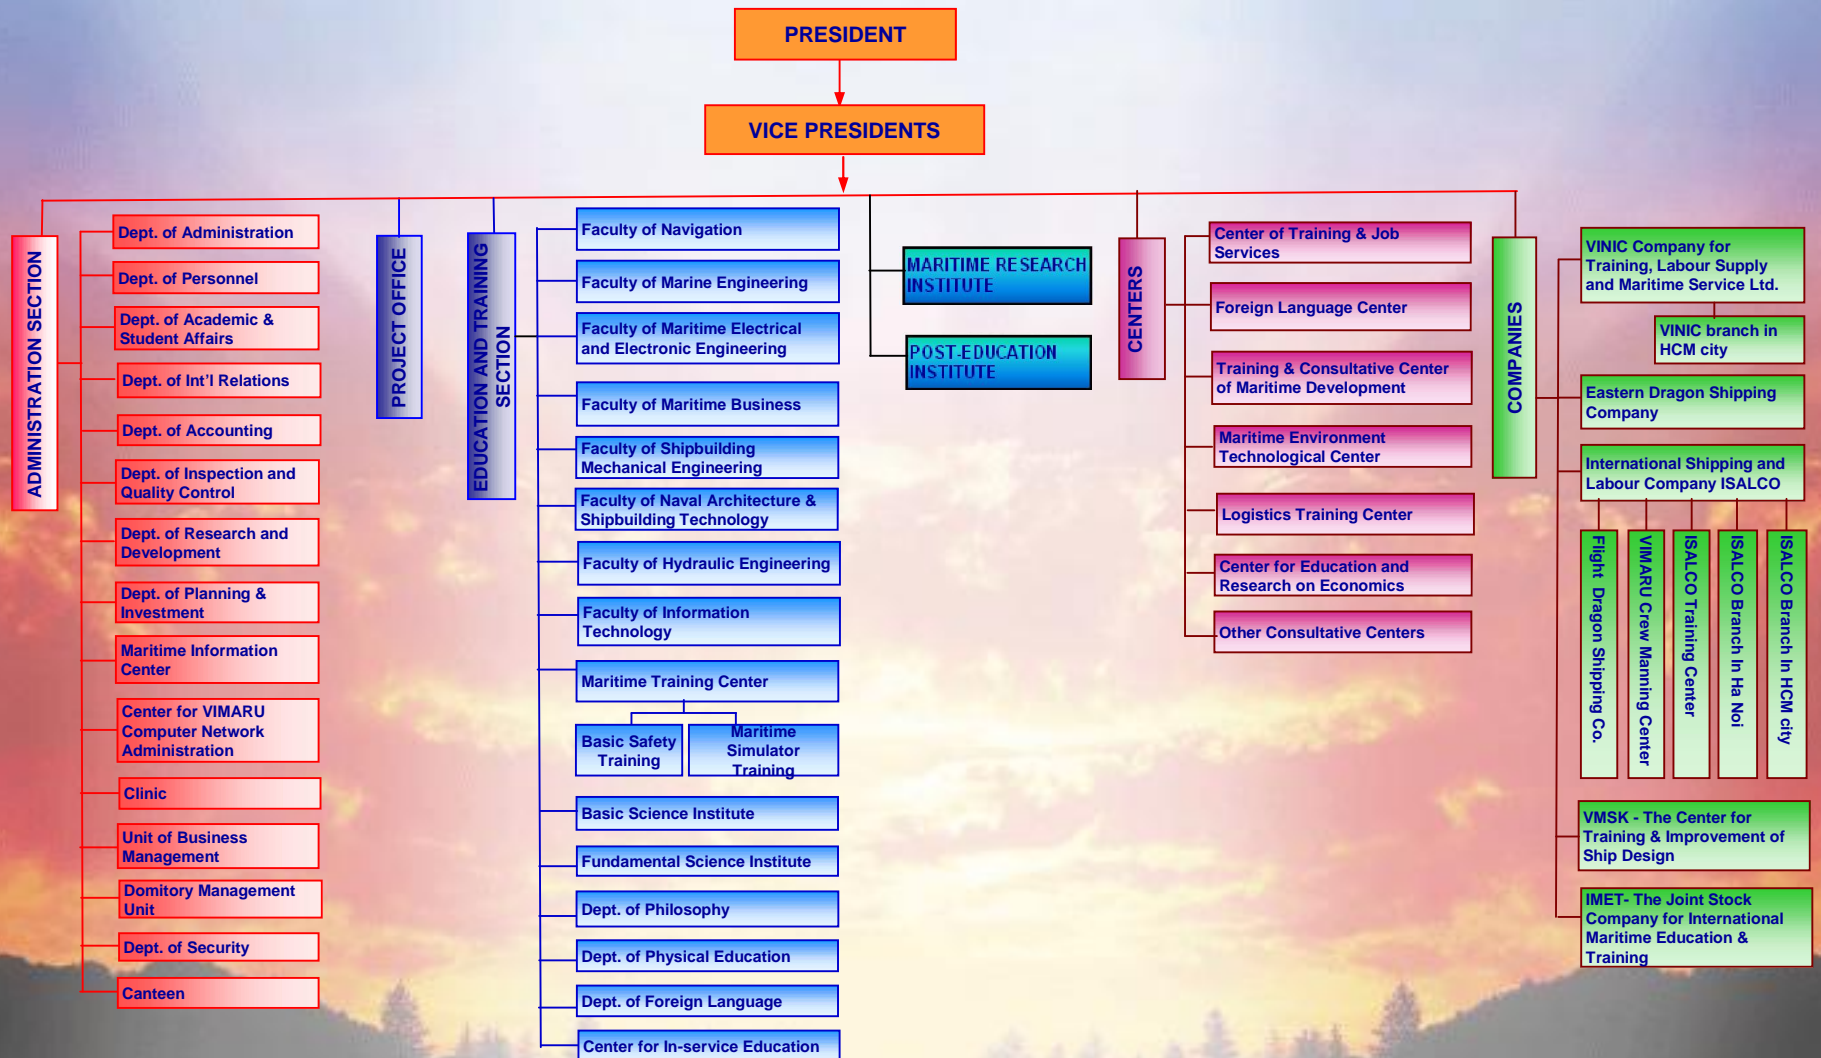 PRESIDENT
VICE PRESIDENTS
ADMINISTRATION SECTION
Dept. of Administration
Dept. of Personnel
Dept. of Academic &
Student Affairs
Dept. of Int'l Relations
Dept. of Accounting
Dept. of Inspection and
Quality Control
Dept. of Research and
Development
Dept. of Planning &
Investment
Maritime Information
Center
Center for VIMARU
Computer Network
Administration
Clinic
Unit of Business
Management
Domitory Management
Unit
Dept. of Security
Canteen
PROJECT OFFICE
EDUCATION AND TRAINING
SECTION
Faculty of Navigation
Faculty of Marine Engineering
Faculty of Maritime Electrical
and Electronic Engineering
Faculty of Maritime Business
Faculty of Shipbuilding
Mechanical Engineering
Faculty of Naval Architecture &
Shipbuilding Technology
Faculty of Hydraulic Engineering
Faculty of Information
Technology
Maritime Training Center
Basic Safety
Training
Maritime
Simulator
Training
Basic Science Institute
Fundamental Science Institute
Dept. of Philosophy
Dept. of Physical Education
Dept. of Foreign Language
Center for In-service Education
MARITIME RESEARCH
INSTITUTE
POST-EDUCATION
INSTITUTE
CENTERS
Center of Training & Job
Services
Foreign Language Center
Training & Consultative Center
of Maritime Development
Maritime Environment
Technological Center
Logistics Training Center
Center for Education and
Research on Economics
Other Consultative Centers
COMPANIES
VINIC Company for
Training, Labour Supply
and Maritime Service Ltd.
VINIC branch in
HCM city
Eastern Dragon Shipping
Company
International Shipping and
Labour Company ISALCO
Flight Dragon Shipping Co.
VIMARU Crew Manning Center
ISALCO Training Center
ISALCO Branch In Ha Noi
ISALCO Branch In HCM city
VMSK - The Center for
Training & Improvement of
Ship Design
IMET- The Joint Stock
Company for International
Maritime Education &
Training